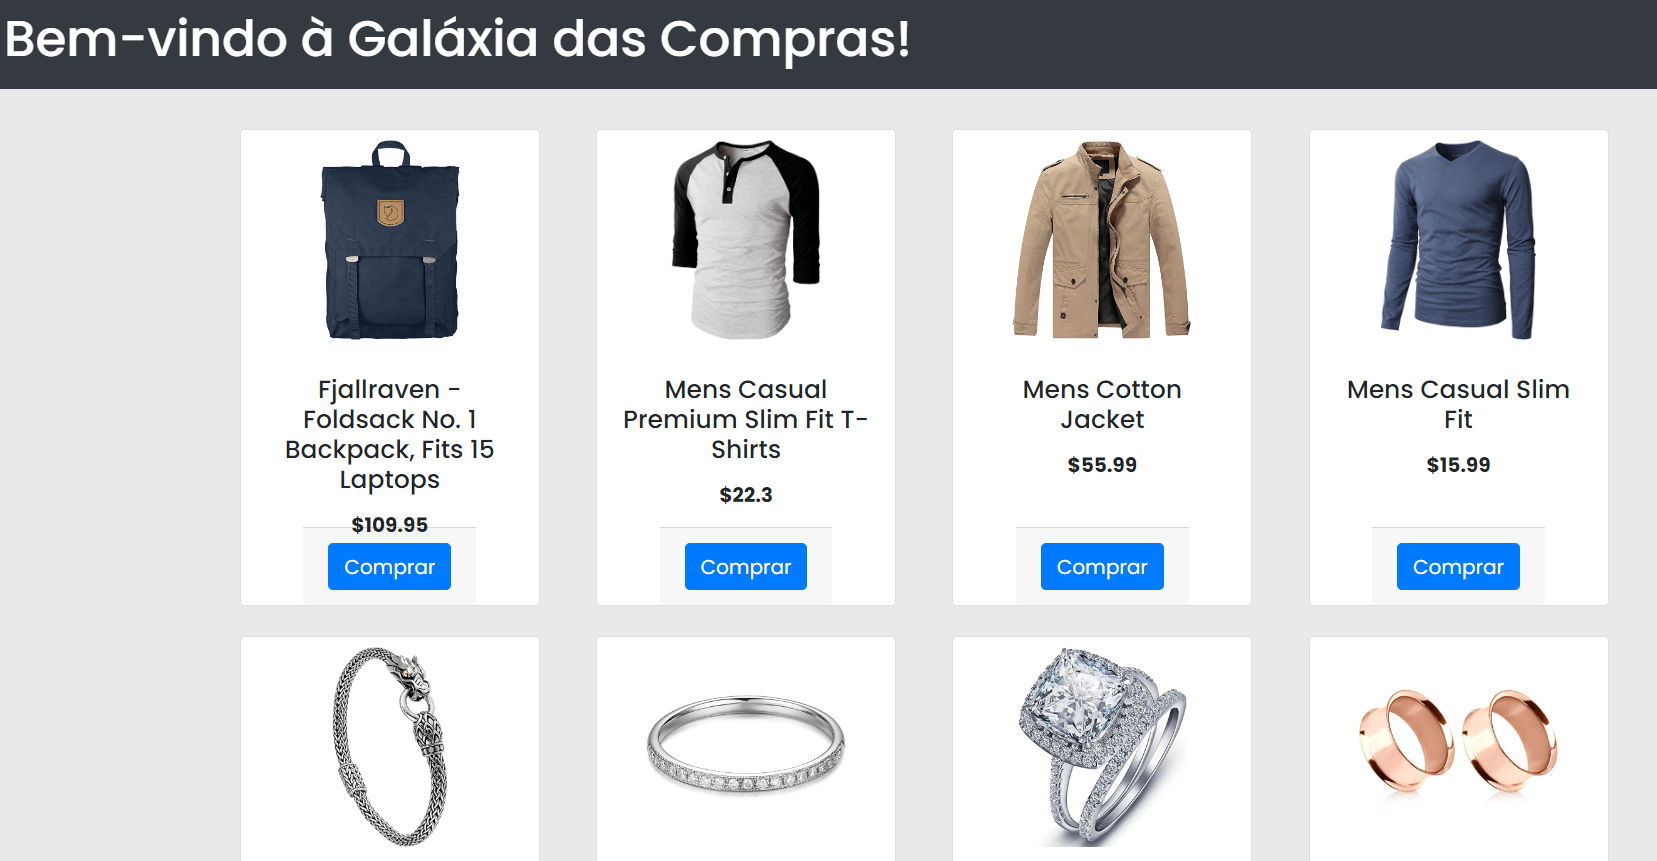 Bem-vindo à Galáxia das Compras!
Fjallraven -
Foldsack No. 1
Backpack, Fits 15
Laptops
$109.95
Comprar
Mens Casual
Premium Slim Fit T-
Shirts
$22.3
Comprar
Mens Cotton
Jacket
$55.99
Comprar
Mens Casual Slim
Fit
$15.99
Comprar